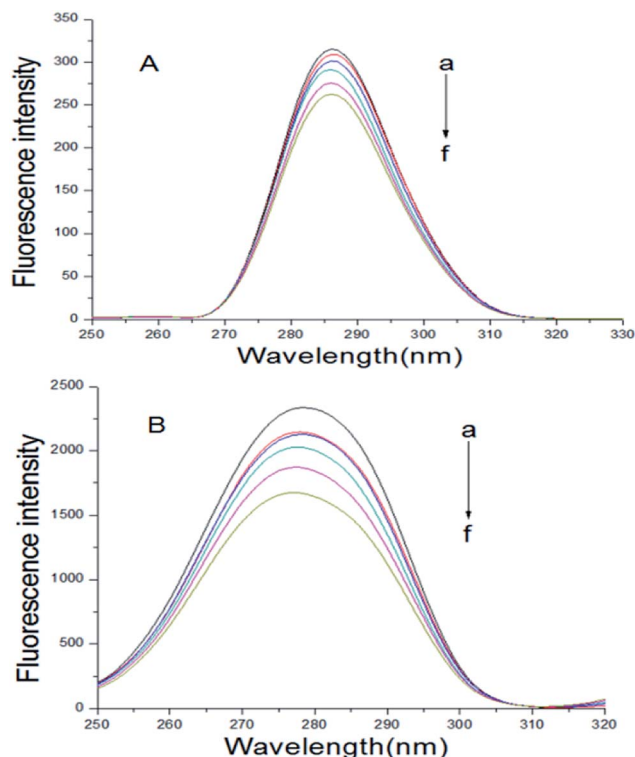 350
300
A
a
250
200
f
150
100
50
0
250 260 270 280 290 300 310 320 330
Fluorescence intensity
Wavelength(nm)
2500
B
a
2000
1500
f
1000
500
0
250 260 270 280 290 300 310 320
Fluorescence intensity
Wavelength(nm)